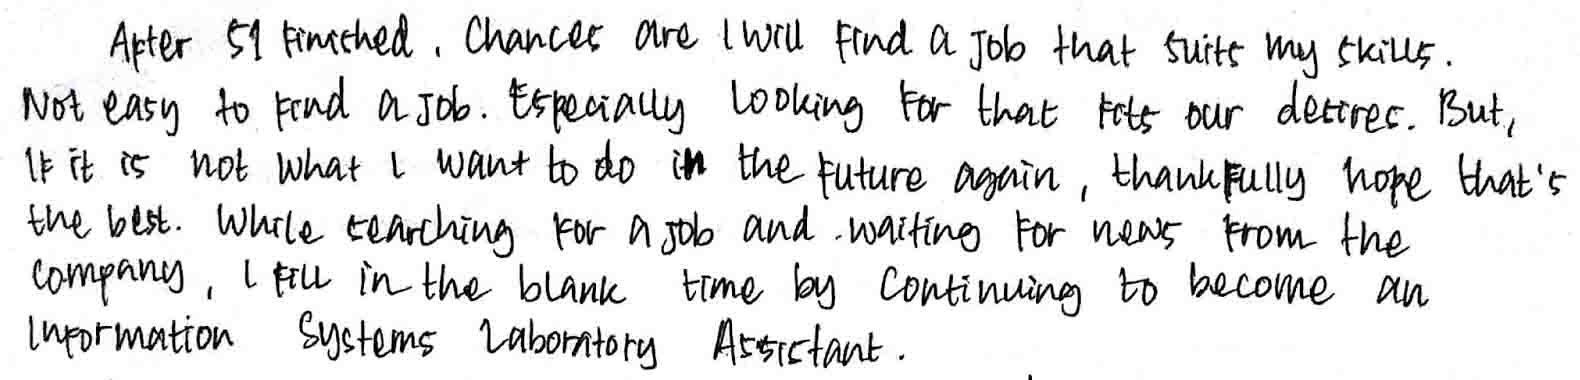 After S1 finished, Chances are I will find a job that suits my skills.
Not easy to find a job. Especially looking for that fits our desires. But,
If it is not what I want to do in the future again, thankfully hope that's
the best. While searching for a job and waiting for news from the
company, I fill in the blank time by continuing to become an
Information Systems Laboratory Assistant.